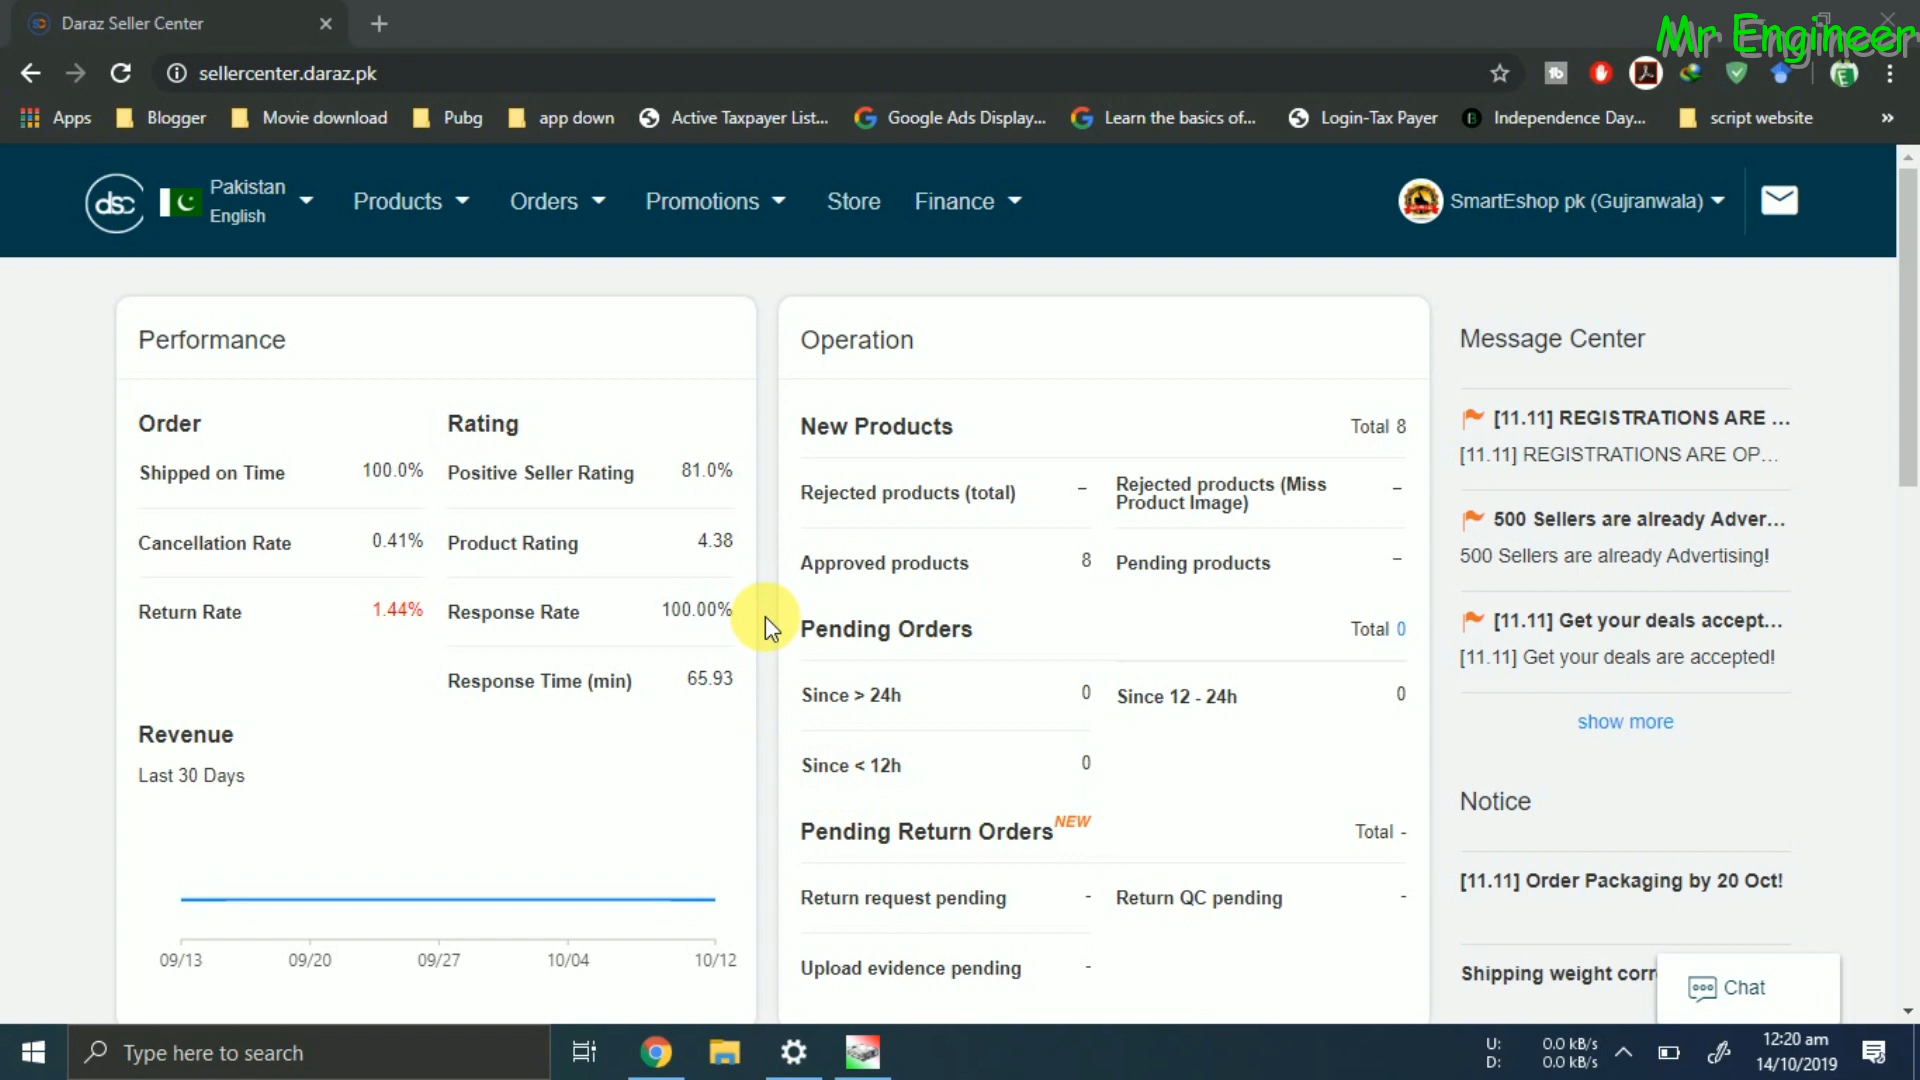 Daraz Seller Center
Mr Engineer
sellercenter.daraz.pk
Apps
Blogger
Movie download
Pubg
app down
Active Taxpayer List...
Google Ads Display...
Learn the basics of...
Login-Tax Payer
Independence Day...
script website
dsc
Pakistan
English
Products
Orders
Promotions
Store
Finance
SmartEshop pk (Gujranwala)
Performance
Order
Rating
Shipped on Time 100.0%
Positive Seller Rating 81.0%
Cancellation Rate 0.41%
Product Rating 4.38
Return Rate 1.44%
Response Rate 100.00%
Response Time (min) 65.93
Revenue
Last 30 Days
09/13 09/20 09/27 10/04 10/12
Operation
New Products Total 8
Rejected products (total) –
Rejected products (Miss
Product Image) –
Approved products 8
Pending products –
Pending Orders Total 0
Since > 24h 0
Since 12 - 24h 0
Since < 12h 0
Pending Return Orders NEW Total -
Return request pending -
Return QC pending -
Upload evidence pending -
Message Center
[11.11] REGISTRATIONS ARE ...
[11.11] REGISTRATIONS ARE OP...
500 Sellers are already Adver...
500 Sellers are already Advertising!
[11.11] Get your deals accept...
[11.11] Get your deals are accepted!
show more
Notice
[11.11] Order Packaging by 20 Oct!
Shipping weight corr
Chat
Type here to search
U: 0.0 kB/s
D: 0.0 kB/s
12:20 am
14/10/2019